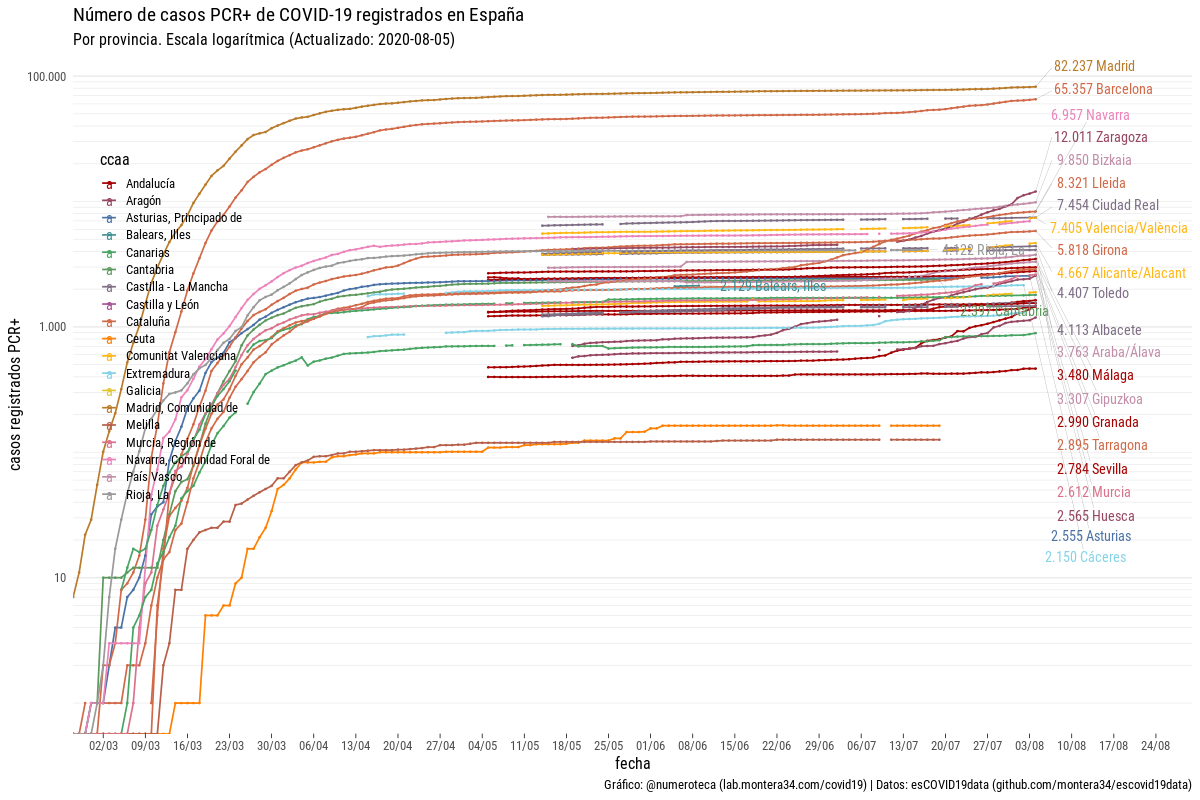 Número de casos PCR+ de COVID-19 registrados en España
Por provincia. Escala logarítmica (Actualizado: 2020-08-05)
100.000
1.000
10
casos registrados PCR+
ccaa
Andalucía
Aragón
Asturias, Principado de
Balears, Illes
Canarias
Cantabria
Castilla - La Mancha
Castilla y León
Cataluña
Ceuta
Comunitat Valenciana
Extremadura
Galicia
Madrid, Comunidad de
Melilla
Murcia, Región de
Navarra, Comunidad Foral de
País Vasco
Rioja, La
82.237 Madrid
65.357 Barcelona
6.957 Navarra
12.011 Zaragoza
9.850 Bizkaia
8.321 Lleida
7.454 Ciudad Real
7.405 Valencia/València
5.818 Girona
4.122 Rioja, La
4.667 Alicante/Alacant
2.129 Balears, Illes
4.407 Toledo
2.357 Cantabria
4.113 Albacete
3.763 Araba/Álava
3.480 Málaga
3.307 Gipuzkoa
2.990 Granada
2.895 Tarragona
2.784 Sevilla
2.612 Murcia
2.565 Huesca
2.555 Asturias
2.150 Cáceres
02/03 09/03 16/03 23/03 30/03 06/04 13/04 20/04 27/04 04/05 11/05 18/05 25/05 01/06 08/06 15/06 22/06 29/06 06/07 13/07 20/07 27/07 03/08 10/08 17/08 24/08
fecha
Gráfico: @numeroteca (lab.montera34.com/covid19) | Datos: esCOVID19data (github.com/montera34/escovid19data)